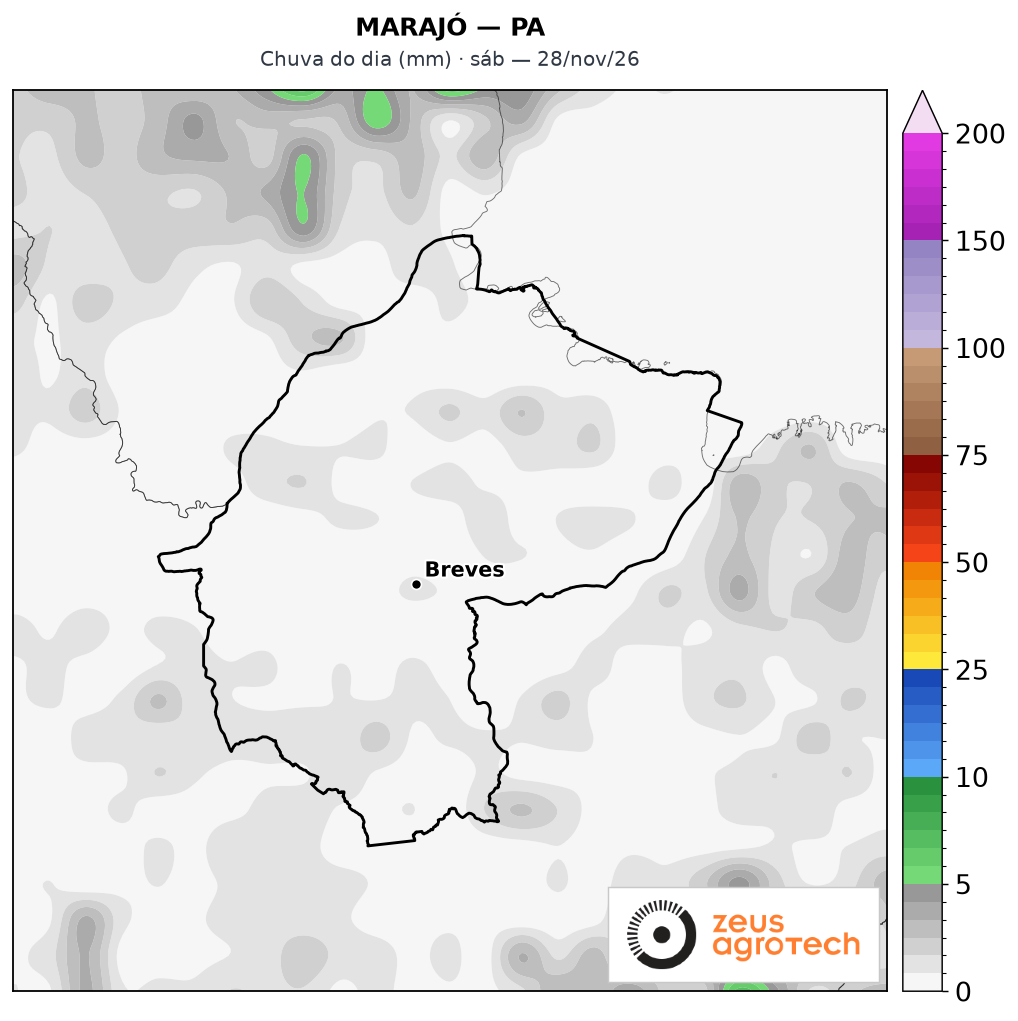 MARAJÓ — PA
Chuva do dia (mm) · sáb — 28/nov/26
200
150
100
75
50
25
10
5
0
Breves
zeus
agrotech